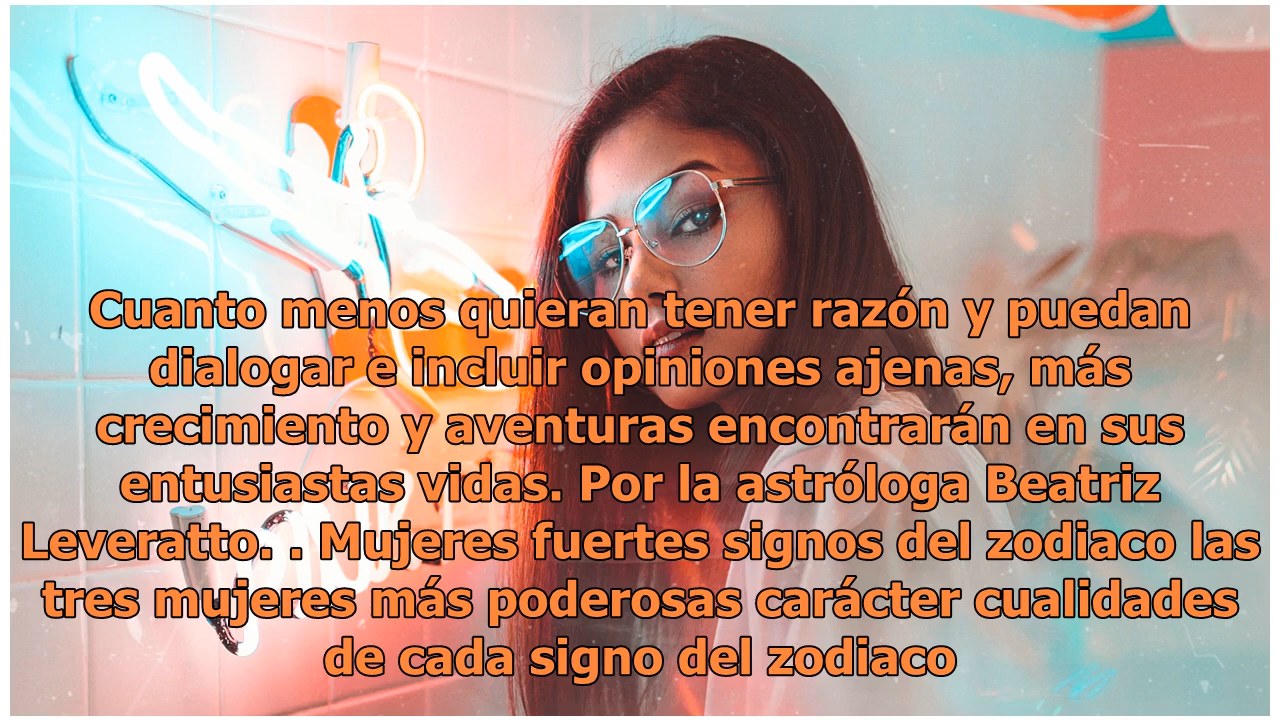 Cuanto menos quieran tener razón y puedan
dialogar e incluir opiniones ajenas, más
crecimiento y aventuras encontrarán en sus
entusiastas vidas. Por la astróloga Beatriz
Leveratto. . Mujeres fuertes signos del zodiaco las
tres mujeres más poderosas carácter cualidades
de cada signo del zodiaco